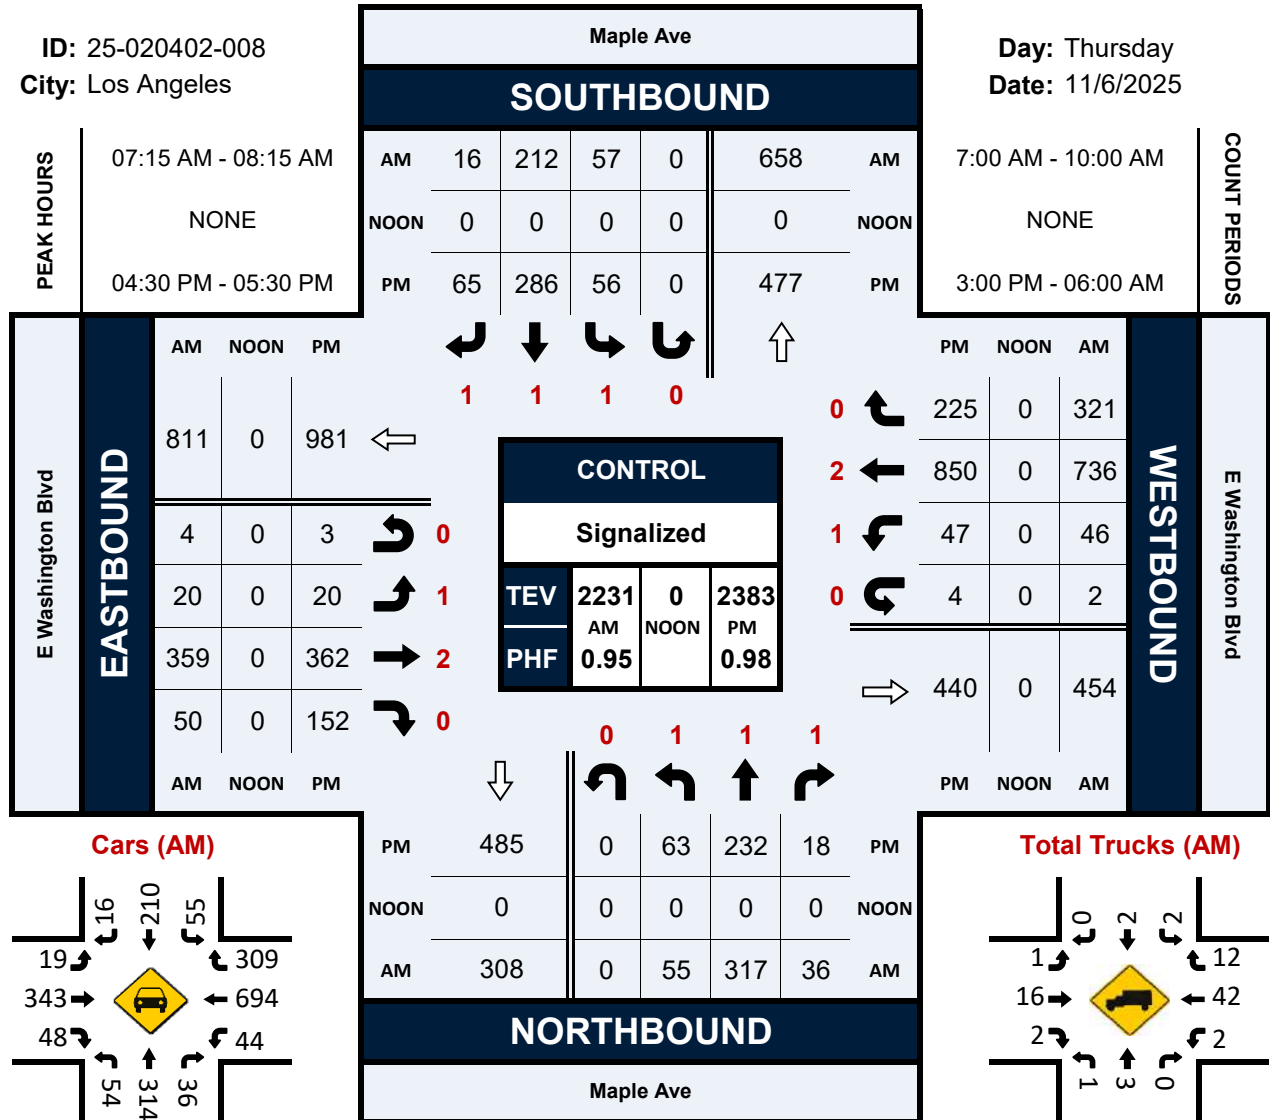 Maple Ave
ID: 25-020402-008
Day: Thursday
City: Los Angeles
Date: 11/6/2025
SOUTHBOUND
PEAK HOURS
07:15 AM - 08:15 AM
AM 16 212 57 0 658 AM
7:00 AM - 10:00 AM
COUNT PERIODS
NONE
NOON 0 0 0 0 0 NOON
NONE
04:30 PM - 05:30 PM
PM 65 286 56 0 477 PM
3:00 PM - 06:00 AM
1 1 1 0
E Washington Blvd
EASTBOUND
AM NOON PM
811 0 981
4 0 3 0
20 0 20 1
359 0 362 2
50 0 152 0
AM NOON PM
CONTROL
Signalized
TEV 2231 0 2383
AM NOON PM
PHF 0.95 0.98
PM NOON AM
0 225 0 321
2 850 0 736
1 47 0 46
0 4 0 2
440 0 454
PM NOON AM
WESTBOUND
E Washington Blvd
0 1 1 1
PM 485 0 63 232 18 PM
NOON 0 0 0 0 0 NOON
AM 308 0 55 317 36 AM
NORTHBOUND
Maple Ave
Cars (AM)
16 210 55
19 309
343 694
48 44
54 314 36
Total Trucks (AM)
0 2 2
1 12
16 42
2 2
1 3 0